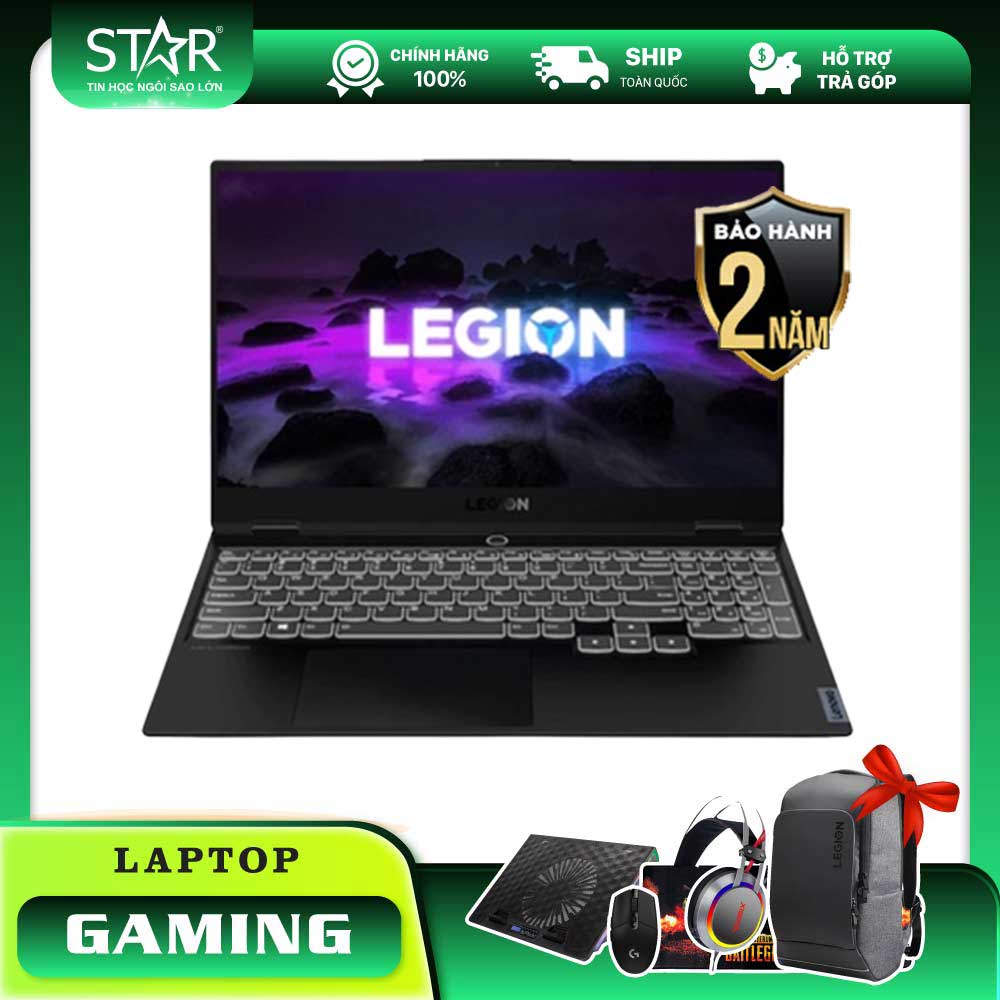 STAR®
TIN HỌC NGÔI SAO LỚN
CHÍNH HÃNG
100%
SHIP
TOÀN QUỐC
HỖ TRỢ
TRẢ GÓP
BẢO HÀNH
2 NĂM
LEGION
LEGION
Lenovo
LEGION
LAPTOP
GAMING